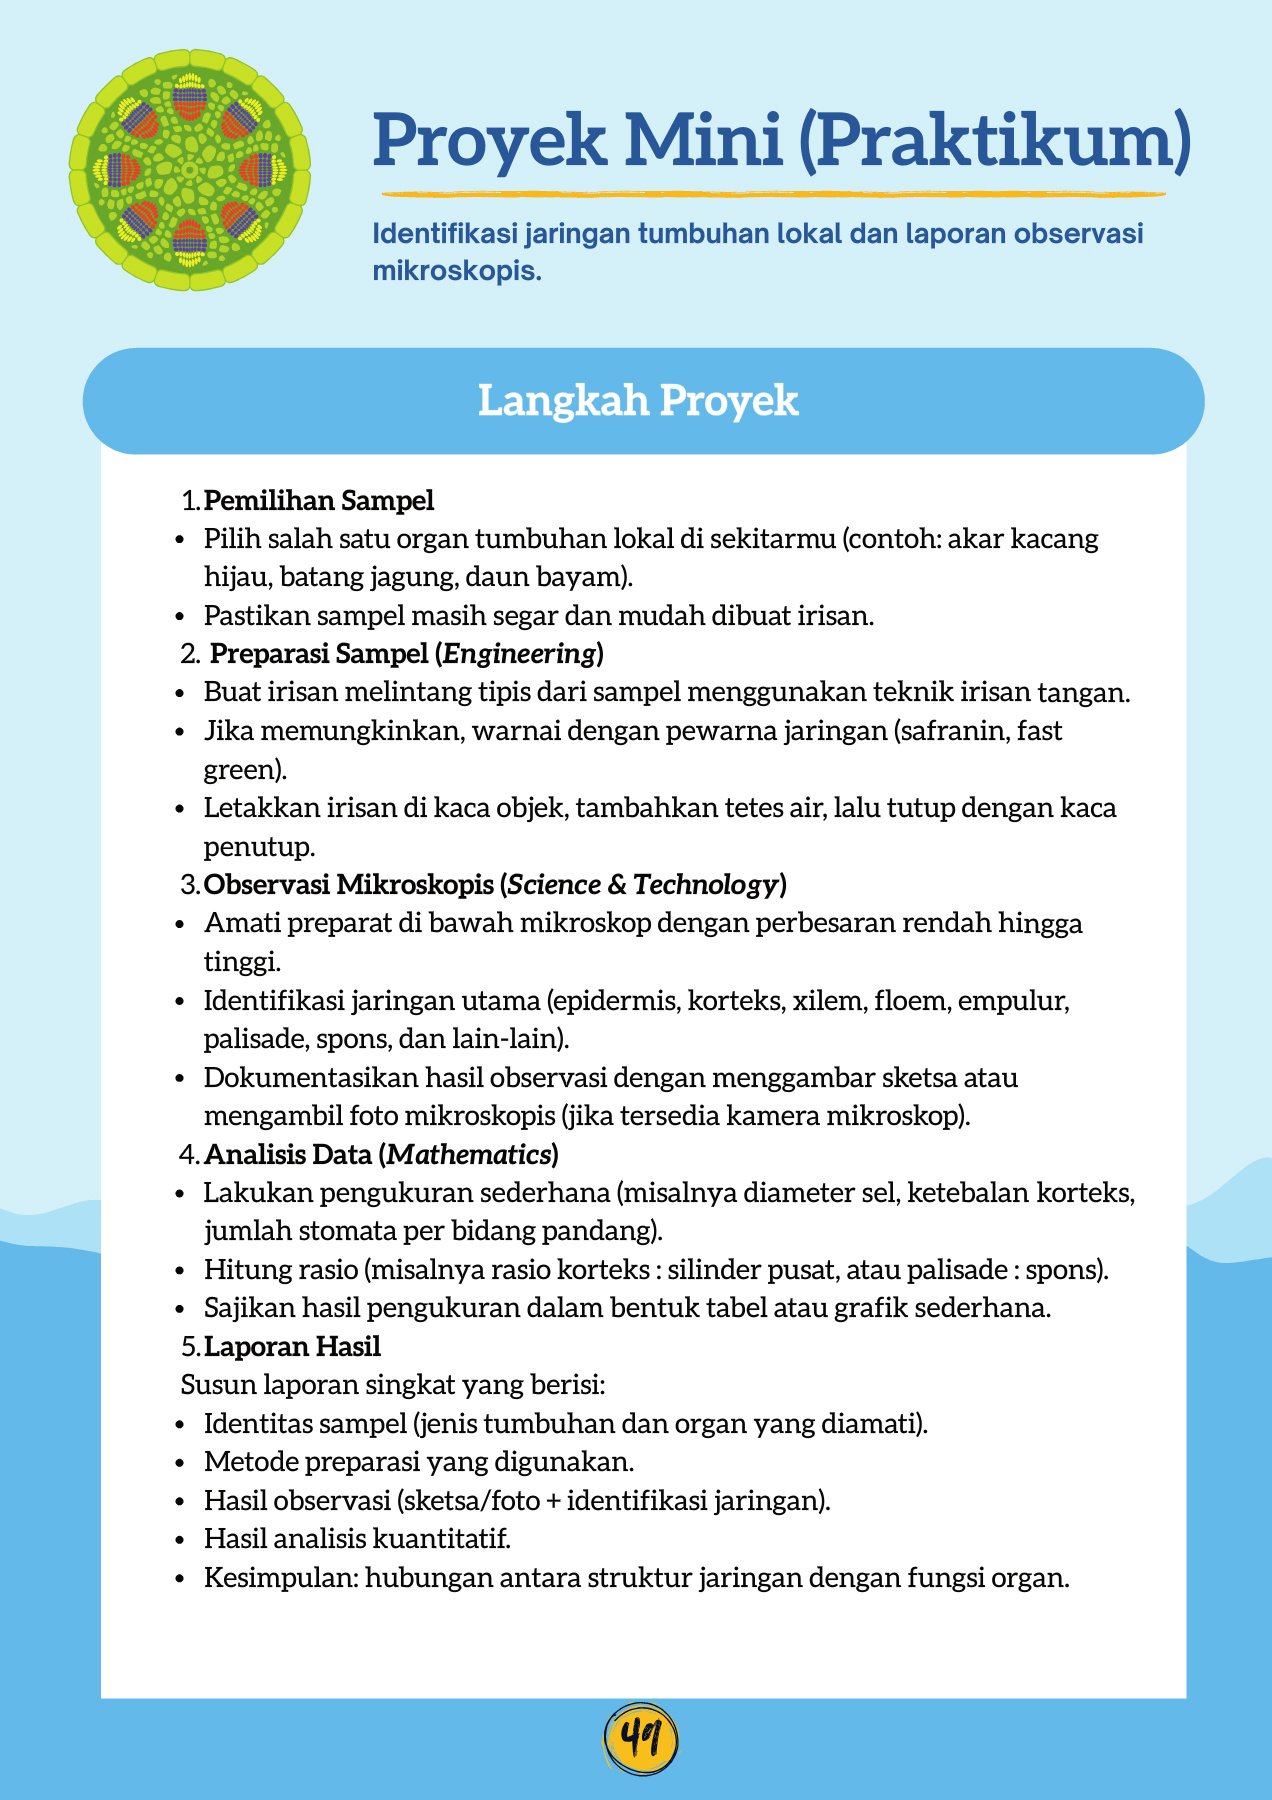 Proyek Mini (Praktikum)
Identifikasi jaringan tumbuhan lokal dan laporan observasi
mikroskopis.
Langkah Proyek
1. Pemilihan Sampel
• Pilih salah satu organ tumbuhan lokal di sekitarmu (contoh: akar kacang
hijau, batang jagung, daun bayam).
• Pastikan sampel masih segar dan mudah dibuat irisan.
2. Preparasi Sampel (Engineering)
• Buat irisan melintang tipis dari sampel menggunakan teknik irisan tangan.
• Jika memungkinkan, warnai dengan pewarna jaringan (safranin, fast
green).
• Letakkan irisan di kaca objek, tambahkan tetes air, lalu tutup dengan kaca
penutup.
3. Observasi Mikroskopis (Science & Technology)
• Amati preparat di bawah mikroskop dengan perbesaran rendah hingga
tinggi.
• Identifikasi jaringan utama (epidermis, korteks, xilem, floem, empulur,
palisade, spons, dan lain-lain).
• Dokumentasikan hasil observasi dengan menggambar sketsa atau
mengambil foto mikroskopis (jika tersedia kamera mikroskop).
4. Analisis Data (Mathematics)
• Lakukan pengukuran sederhana (misalnya diameter sel, ketebalan korteks,
jumlah stomata per bidang pandang).
• Hitung rasio (misalnya rasio korteks : silinder pusat, atau palisade : spons).
• Sajikan hasil pengukuran dalam bentuk tabel atau grafik sederhana.
5. Laporan Hasil
Susun laporan singkat yang berisi:
• Identitas sampel (jenis tumbuhan dan organ yang diamati).
• Metode preparasi yang digunakan.
• Hasil observasi (sketsa/foto + identifikasi jaringan).
• Hasil analisis kuantitatif.
• Kesimpulan: hubungan antara struktur jaringan dengan fungsi organ.
49